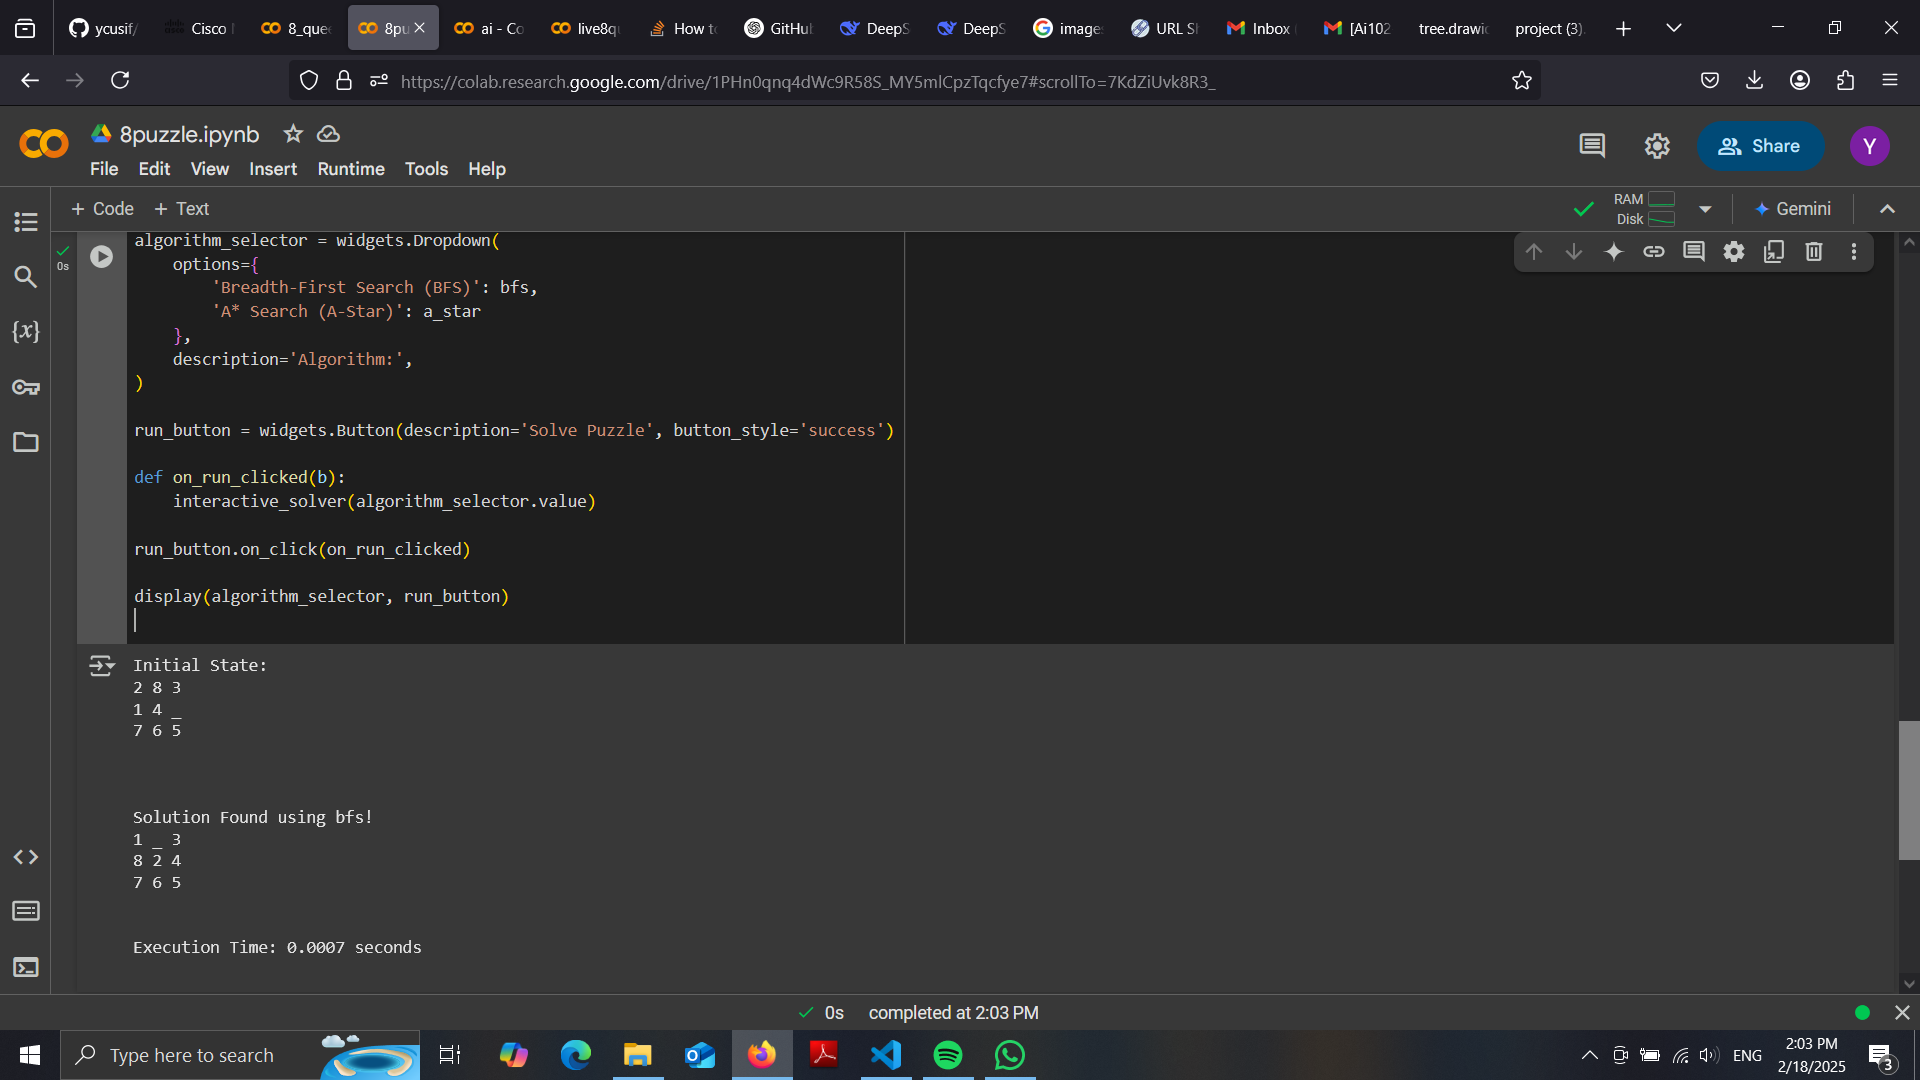 ycusif/
Cisco
8_que
8pu
ai - Co
live8qu
How to
GitHub
DeepS
DeepS
image
URL Sh
Inbox
[Ai102
tree.drawio
project (3).
https://colab.research.google.com/drive/1PHn0qnq4dWc9R58S_MY5mlCpzTqcfye7#scrollTo=7KdZiUvk8R3_
8puzzle.ipynb
File Edit View Insert Runtime Tools Help
Share
Y
+ Code + Text
RAM
Disk
Gemini
0s
algorithm_selector = widgets.Dropdown(
    options={
        'Breadth-First Search (BFS)': bfs,
        'A* Search (A-Star)': a_star
    },
    description='Algorithm:',
)
run_button = widgets.Button(description='Solve Puzzle', button_style='success')
def on_run_clicked(b):
    interactive_solver(algorithm_selector.value)
run_button.on_click(on_run_clicked)
display(algorithm_selector, run_button)
Initial State:
2 8 3
1 4 _
7 6 5
Solution Found using bfs!
1 _ 3
8 2 4
7 6 5
Execution Time: 0.0007 seconds
0s completed at 2:03 PM
Type here to search
ENG
2:03 PM
2/18/2025
3